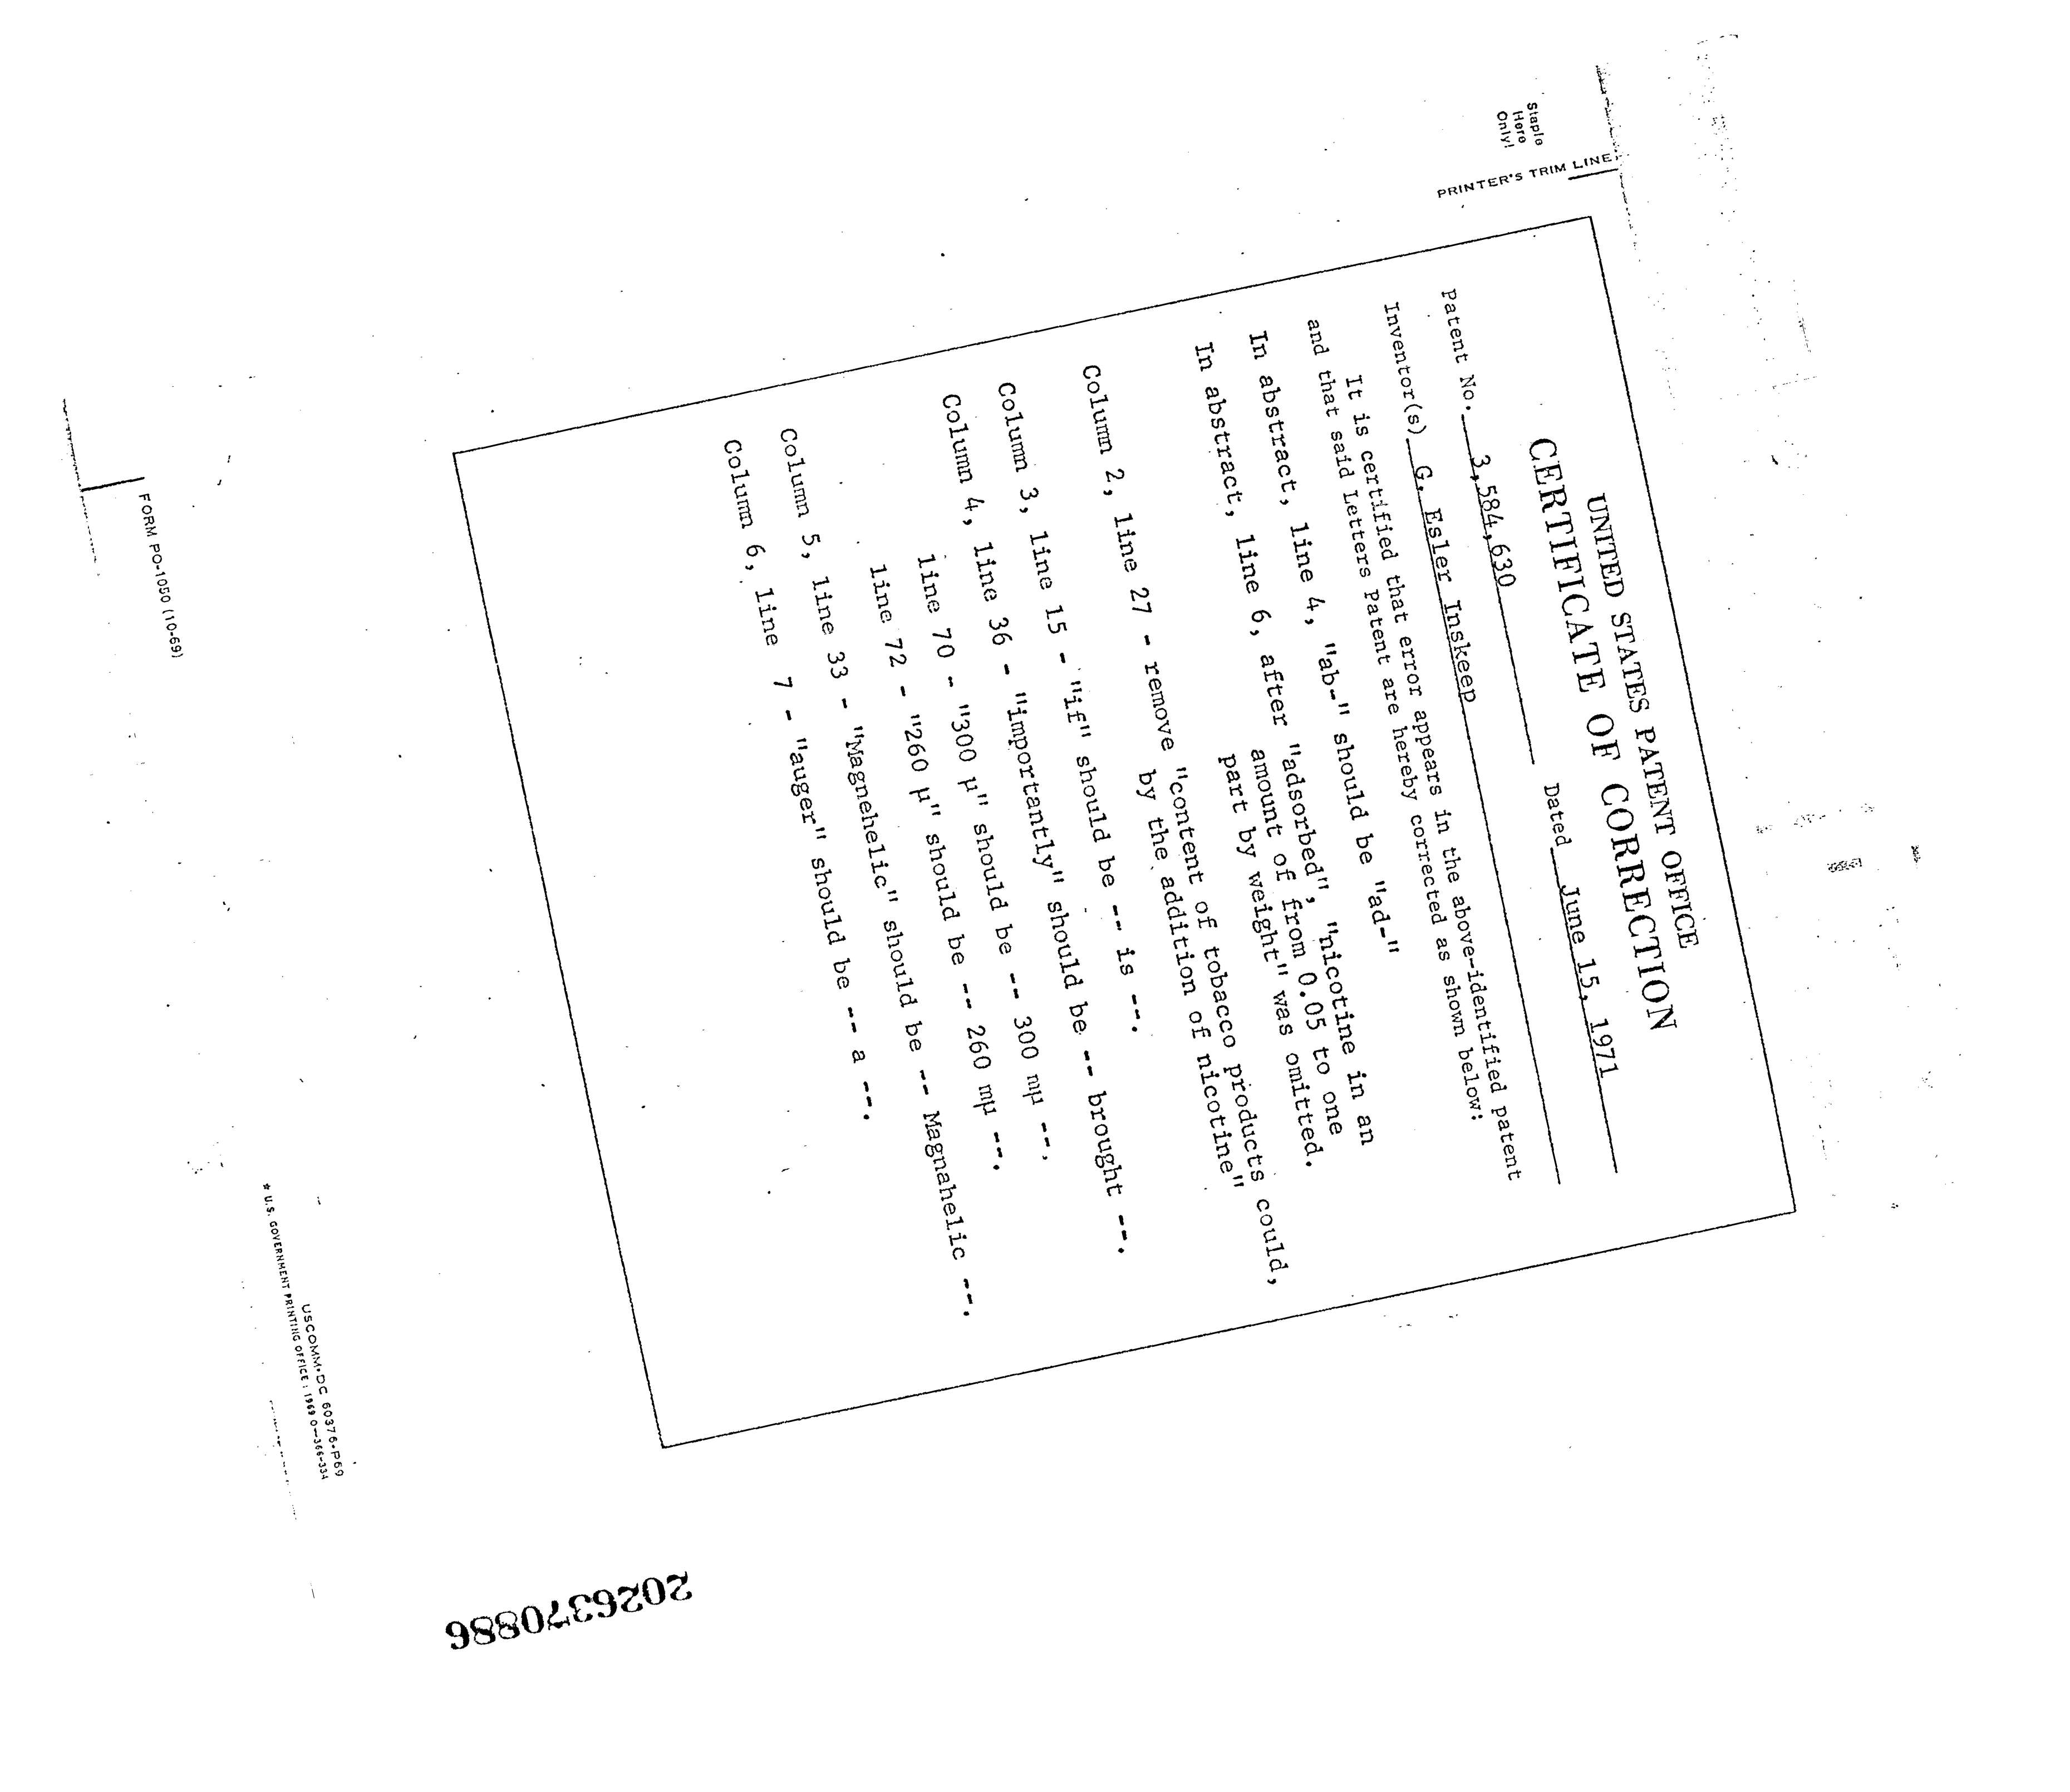 Staple
Here
Only!
PRINTER'S TRIM LINE
UNITED STATES PATENT OFFICE
CERTIFICATE OF CORRECTION
Patent No. 3,584,630 Dated June 15, 1971
Inventor(s) G. Esler Inskeep
It is certified that error appears in the above-identified patent
and that said Letters Patent are hereby corrected as shown below:
In abstract, line 4, "ab-" should be "ad-"
In abstract, line 6, after "adsorbed", "nicotine in an
amount of from 0.05 to one
part by weight" was omitted.
Column 2, line 27 - remove "content of tobacco products could,
by the addition of nicotine"
Column 3, line 15 - "if" should be -- is --.
Column 4, line 36 - "importantly" should be -- brought --.
line 70 - "300 µ" should be -- 300 mµ --.
line 72 - "260 µ" should be -- 260 mµ --.
Column 5, line 33 - "Magnehelic" should be -- Magnahelic --.
Column 6, line 7 - "auger" should be -- a --.
FORM PO-1050 (10-69)
USCOMM-DC 60376-P69
* U.S. GOVERNMENT PRINTING OFFICE : 1969 O—366-334
2026370886